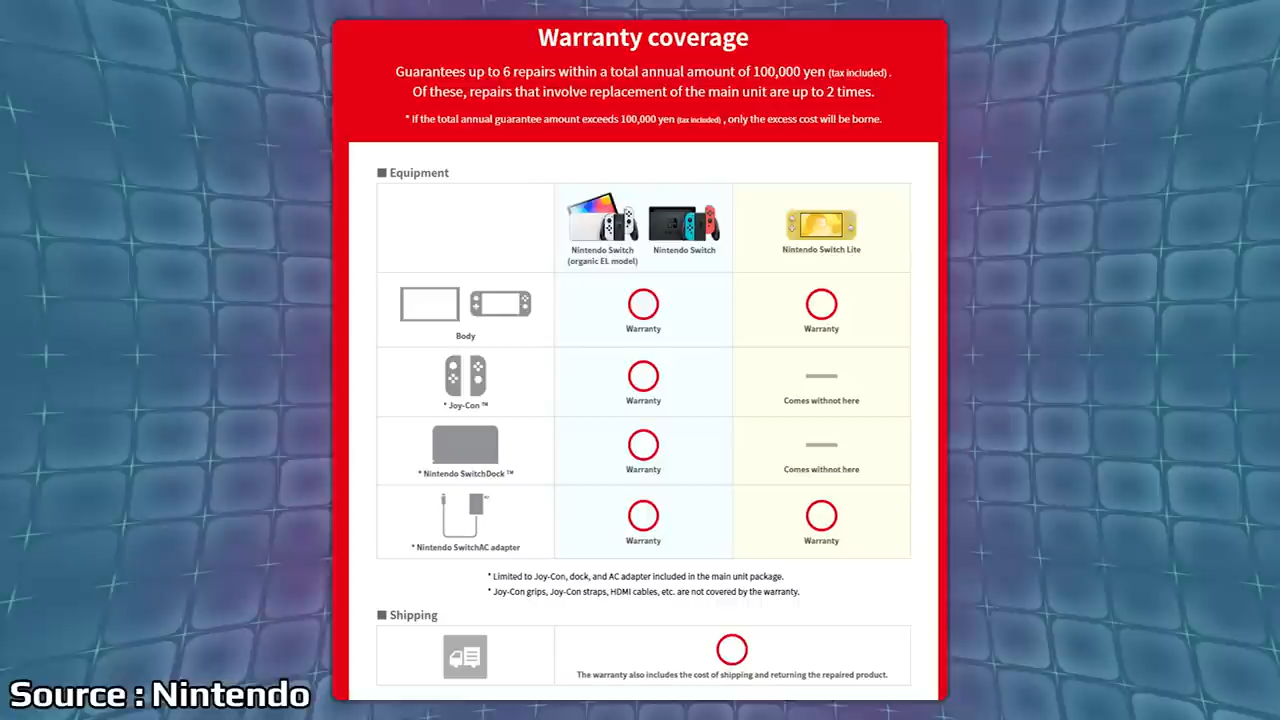 Warranty coverage
Guarantees up to 6 repairs within a total annual amount of 100,000 yen (tax included) .
Of these, repairs that involve replacement of the main unit are up to 2 times.
* If the total annual guarantee amount exceeds 100,000 yen (tax included) , only the excess cost will be borne.
■ Equipment
Nintendo Switch
(organic EL model)
Nintendo Switch
Nintendo Switch Lite
Body
Warranty
Warranty
* Joy-Con ™
Warranty
Comes withnot here
* Nintendo SwitchDock ™
Warranty
Comes withnot here
* Nintendo SwitchAC adapter
Warranty
Warranty
* Limited to Joy-Con, dock, and AC adapter included in the main unit package.
* Joy-Con grips, Joy-Con straps, HDMI cables, etc. are not covered by the warranty.
■ Shipping
The warranty also includes the cost of shipping and returning the repaired product.
Source : Nintendo